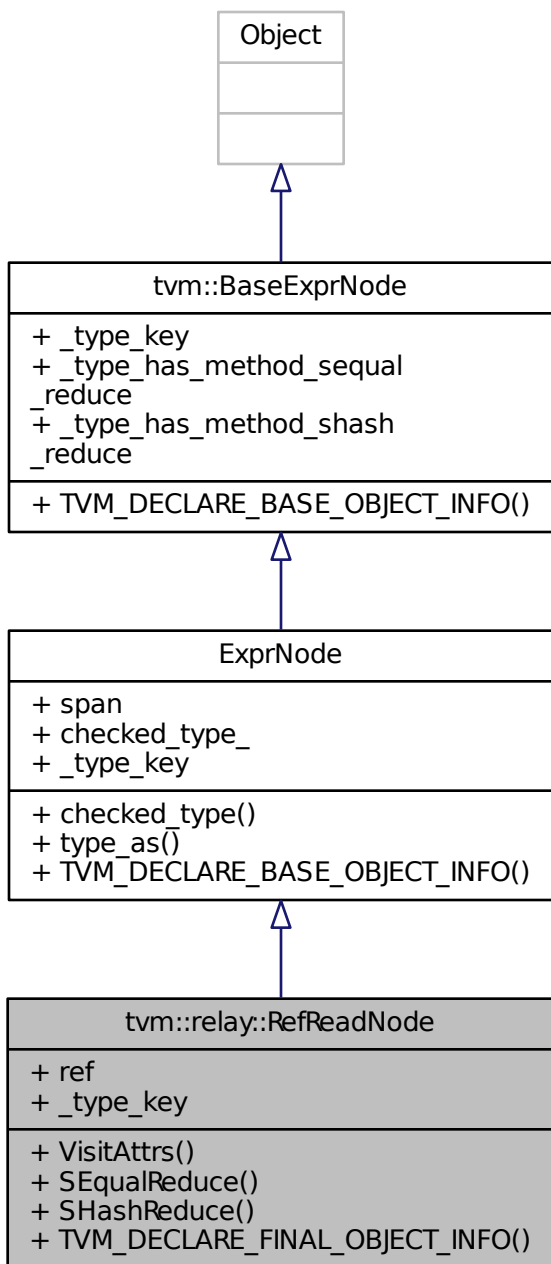 Object
tvm::BaseExprNode
+ _type_key
+ _type_has_method_sequal
_reduce
+ _type_has_method_shash
_reduce
+ TVM_DECLARE_BASE_OBJECT_INFO()
ExprNode
+ span
+ checked_type_
+ _type_key
+ checked_type()
+ type_as()
+ TVM_DECLARE_BASE_OBJECT_INFO()
tvm::relay::RefReadNode
+ ref
+ _type_key
+ VisitAttrs()
+ SEqualReduce()
+ SHashReduce()
+ TVM_DECLARE_FINAL_OBJECT_INFO()